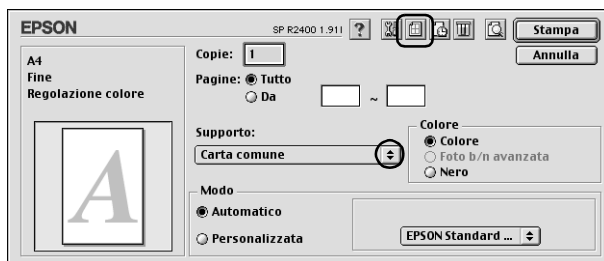 EPSON
SP R2400 1.91I
?
Stampa
Annulla
A4
Fine
Regolazione colore
A
Copie: 1
Pagine: Tutto
Da ~
Supporto:
Carta comune
Colore
Colore
Foto b/n avanzata
Nero
Modo
Automatico
Personalizzata
EPSON Standard ...